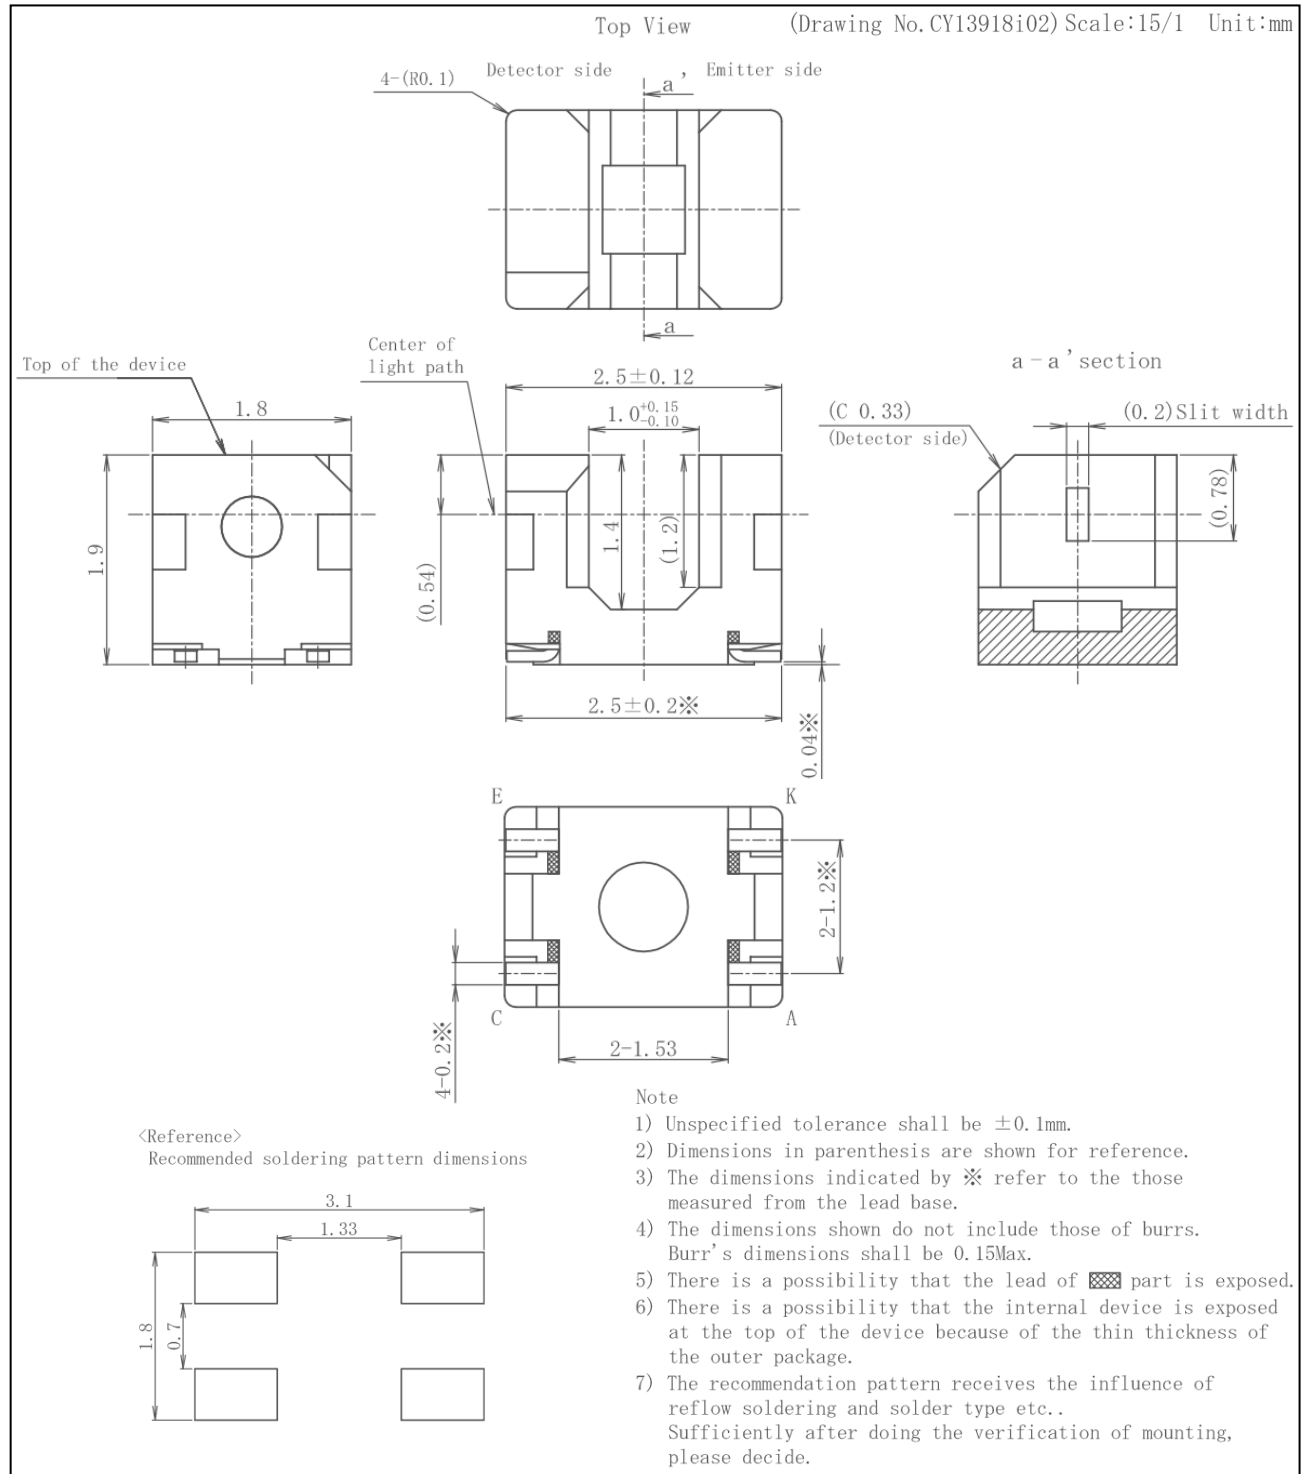 Top View
(Drawing No.CY13918i02) Scale:15/1 Unit:mm
4-(R0.1)
Detector side
a'
Emitter side
a
Top of the device
Center of
light path
a-a'section
1.8
2.5±0.12
1.0+0.15
-0.10
(C 0.33)
(Detector side)
(0.2)Slit width
1.9
(0.54)
1.4
(1.2)
(0.78)
2.5±0.2※
0.04※
E
K
2-1.2※
C
A
4-0.2※
2-1.53
<Reference>
Recommended soldering pattern dimensions
3.1
1.33
1.8
0.7
Note
1) Unspecified tolerance shall be ±0.1mm.
2) Dimensions in parenthesis are shown for reference.
3) The dimensions indicated by ※ refer to the those
measured from the lead base.
4) The dimensions shown do not include those of burrs.
Burr's dimensions shall be 0.15Max.
5) There is a possibility that the lead of part is exposed.
6) There is a possibility that the internal device is exposed
at the top of the device because of the thin thickness of
the outer package.
7) The recommendation pattern receives the influence of
reflow soldering and solder type etc..
Sufficiently after doing the verification of mounting,
please decide.